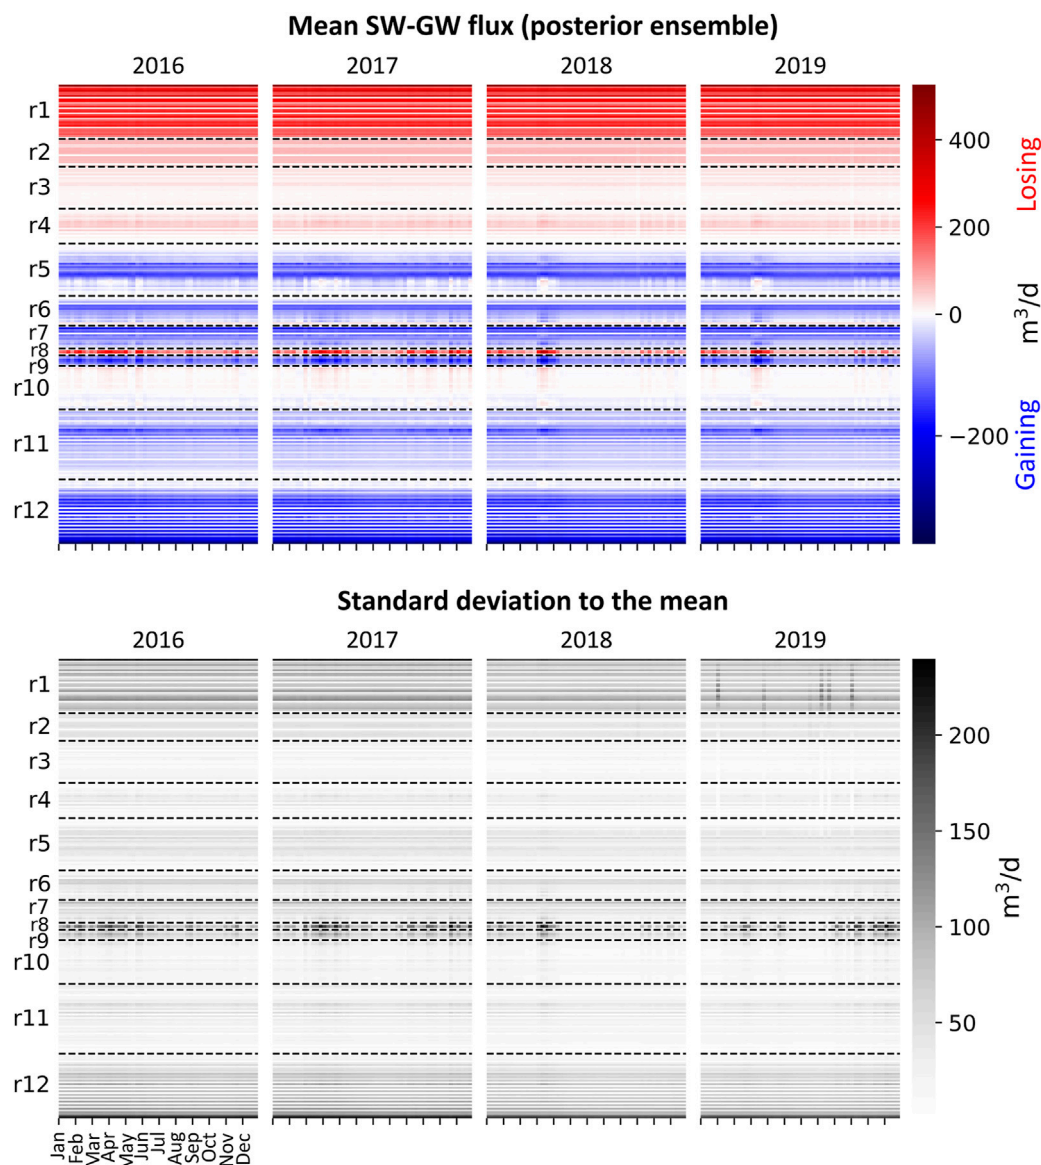 Mean SW-GW flux (posterior ensemble)
2016 2017 2018 2019
r1
r2
r3
r4
r5
r6
r7
r8
r9
r10
r11
r12
400
200
0
−200
Losing
m³/d
Gaining
Standard deviation to the mean
2016 2017 2018 2019
r1
r2
r3
r4
r5
r6
r7
r8
r9
r10
r11
r12
200
150
100
50
m³/d
Jan Feb Mar Apr May Jun Jul Aug Sep Oct Nov Dec